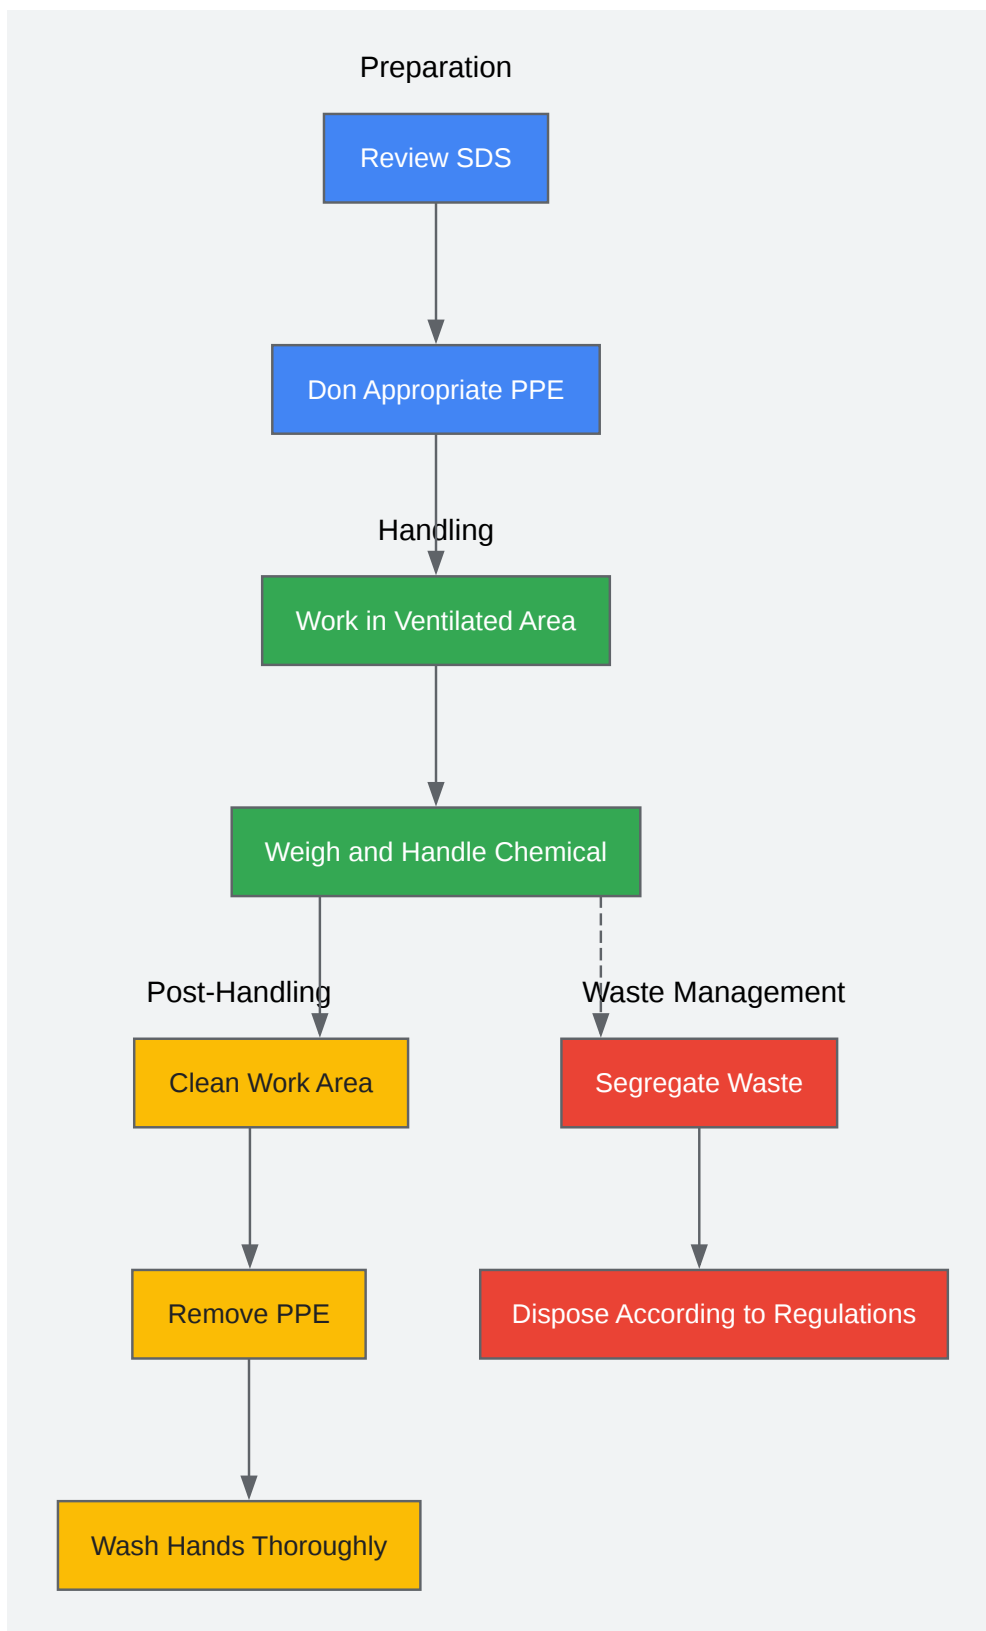 Preparation
Review SDS
Don Appropriate PPE
Handling
Work in Ventilated Area
Weigh and Handle Chemical
Post-Handling
Waste Management
Clean Work Area
Segregate Waste
Remove PPE
Dispose According to Regulations
Wash Hands Thoroughly